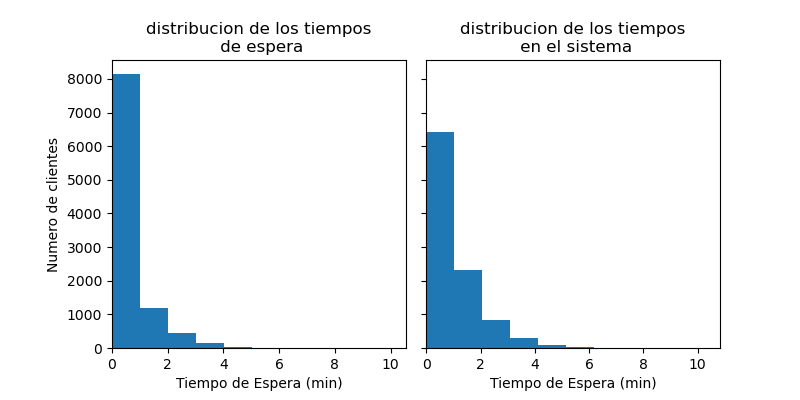 distribucion de los tiempos
de espera
distribucion de los tiempos
en el sistema
Numero de clientes
8000
7000
6000
5000
4000
3000
2000
1000
0
0 2 4 6 8 10
0 2 4 6 8 10
Tiempo de Espera (min)
Tiempo de Espera (min)